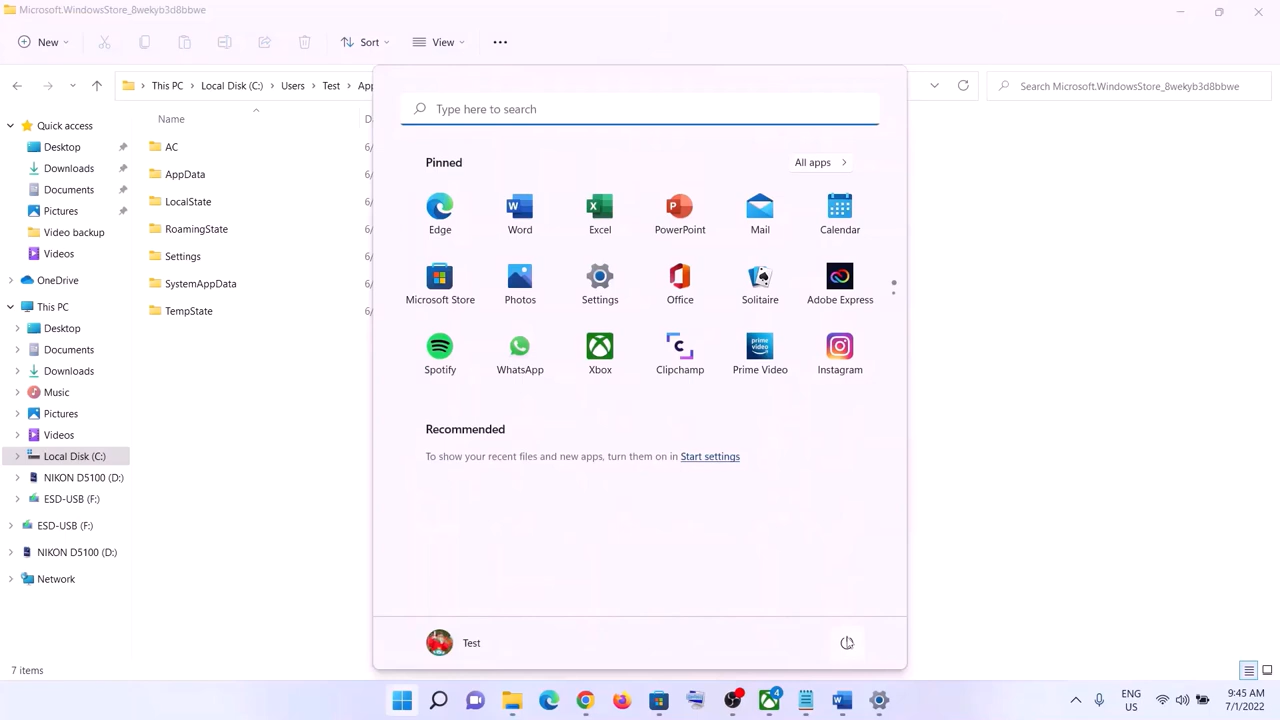 Microsoft.WindowsStore_8wekyb3d8bbwe
New
Sort
View
This PC
Local Disk (C:)
Users
Test
Search Microsoft.WindowsStore_8wekyb3d8bbwe
Quick access
Desktop
Downloads
Documents
Pictures
Video backup
Videos
OneDrive
This PC
Desktop
Documents
Downloads
Music
Pictures
Videos
Local Disk (C:)
NIKON D5100 (D:)
ESD-USB (F:)
ESD-USB (F:)
NIKON D5100 (D:)
Network
7 items
Name
AC
AppData
LocalState
RoamingState
Settings
SystemAppData
TempState
Type here to search
Pinned
All apps
Edge
Word
Excel
PowerPoint
Mail
Calendar
Microsoft Store
Photos
Settings
Office
Solitaire
Adobe Express
Spotify
WhatsApp
Xbox
Clipchamp
prime video
Prime Video
Instagram
Recommended
To show your recent files and new apps, turn them on in Start settings
Test
4
ENG
US
9:45 AM
7/1/2022